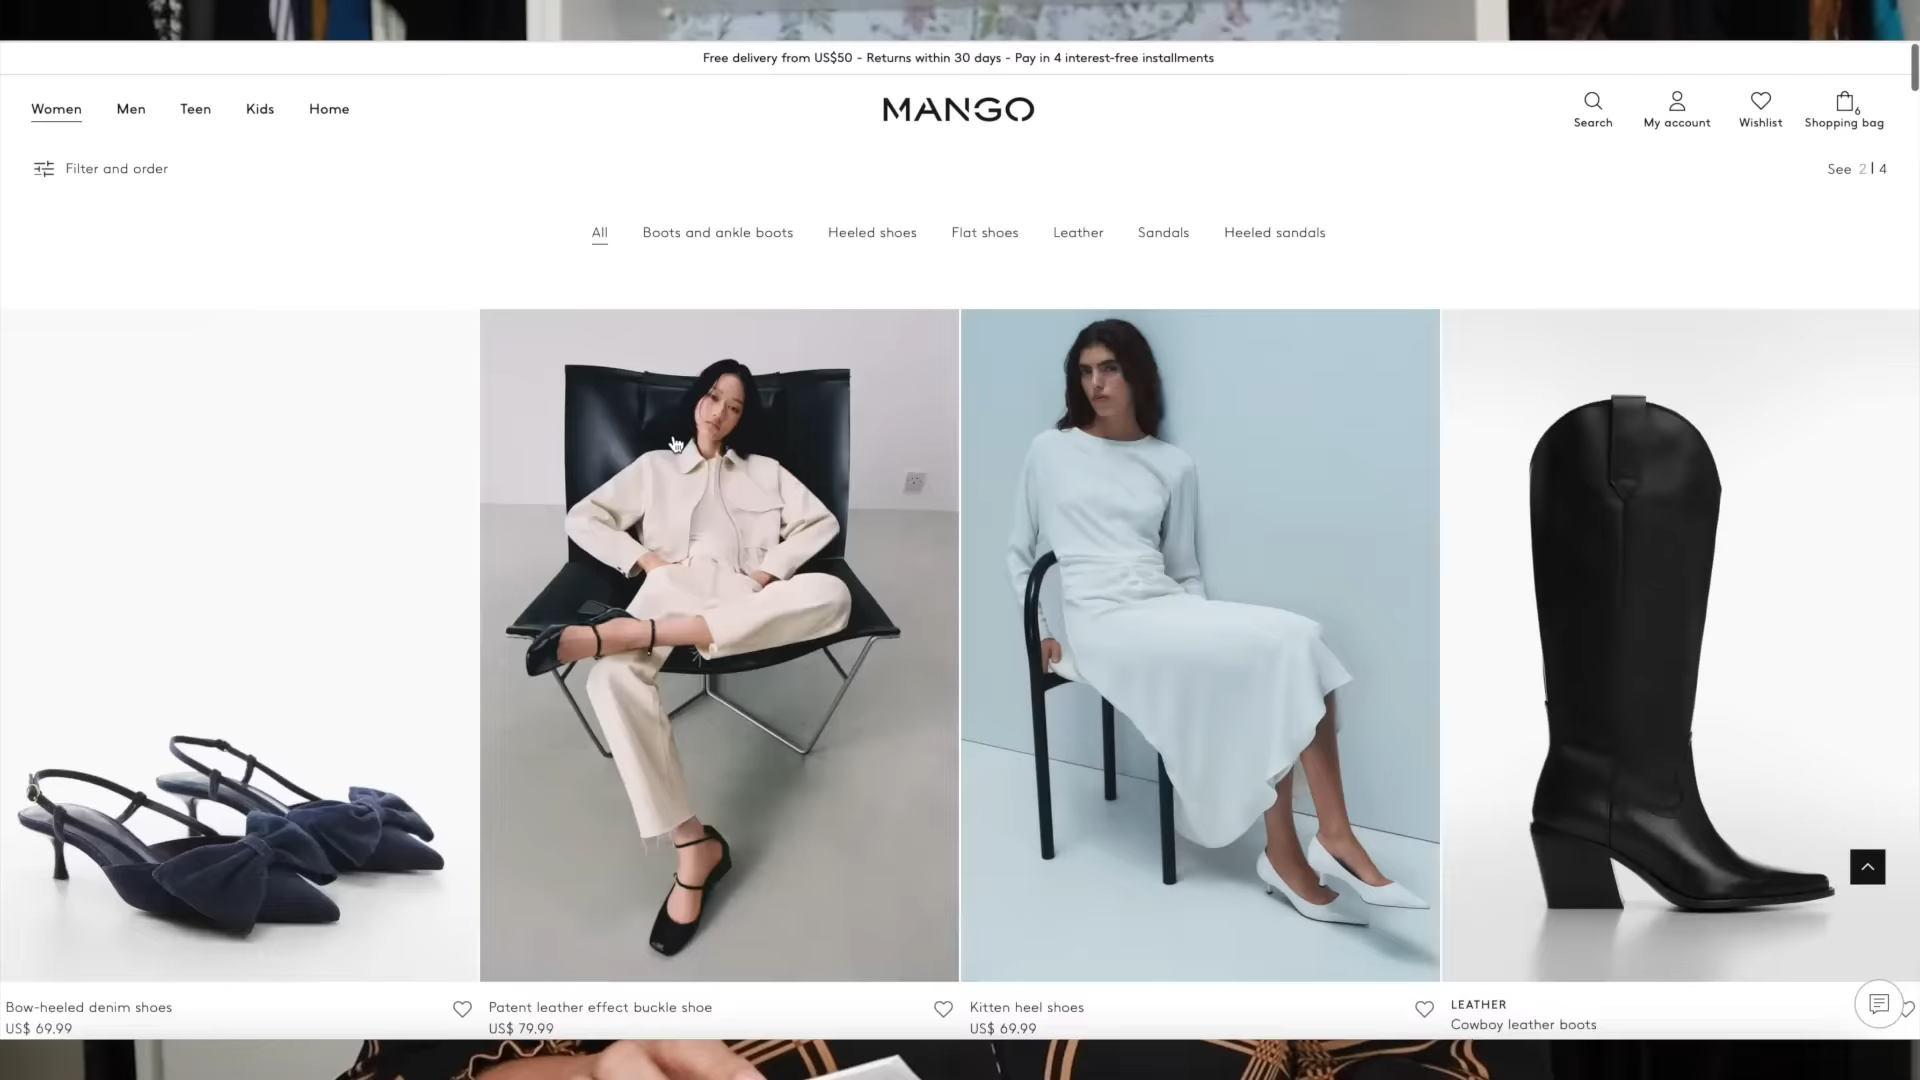 Free delivery from US$50 - Returns within 30 days - Pay in 4 interest-free installments
Women Men Teen Kids Home
MANGO
Search My account Wishlist Shopping bag 6
Filter and order
See 2 | 4
All Boots and ankle boots Heeled shoes Flat shoes Leather Sandals Heeled sandals
Bow-heeled denim shoes
US$ 69.99
Patent leather effect buckle shoe
US$ 79.99
Kitten heel shoes
US$ 69.99
LEATHER
Cowboy leather boots